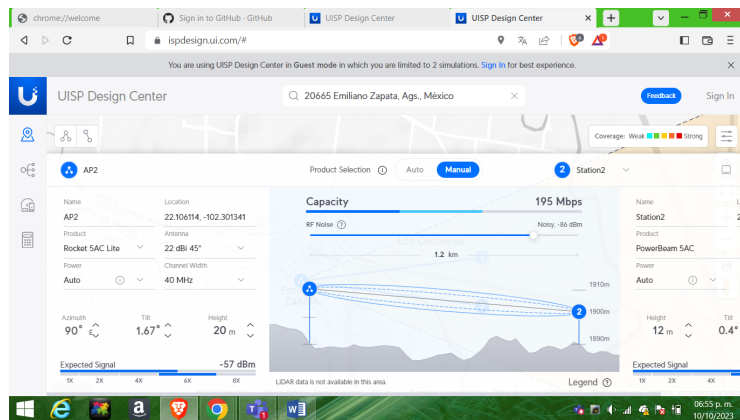 chrome://welcome
Sign in to GitHub · GitHub
UISP Design Center
UISP Design Center
ispdesign.ui.com/#
You are using UISP Design Center in Guest mode in which you are limited to 2 simulations. Sign In for best experience.
UISP Design Center
20665 Emiliano Zapata, Ags., México
Feedback
Sign In
Coverage: Weak Strong
AP2
Product Selection
Auto
Manual
2
Station2
Name
AP2
Location
22.106114, -102.301341
Product
Rocket 5AC Lite
Antenna
22 dBi 45°
Power
Auto
Channel Width
40 MHz
Azimuth
90° E
Tilt
1.67°
Height
20 m
Expected Signal
-57 dBm
1X 2X 4X 6X 8X
Capacity
195 Mbps
RF Noise
Noisy, -86 dBm
Los Contreras
1.2 km
Emiliano
Zapata
2
1910m
1900m
1890m
LIDAR data is not available in this area.
Legend
Name
Station2
Product
PowerBeam 5AC
Power
Auto
Height
12 m
Tilt
0.4°
Expected Signal
1X 2X 4X
06:55 p. m.
10/10/2023